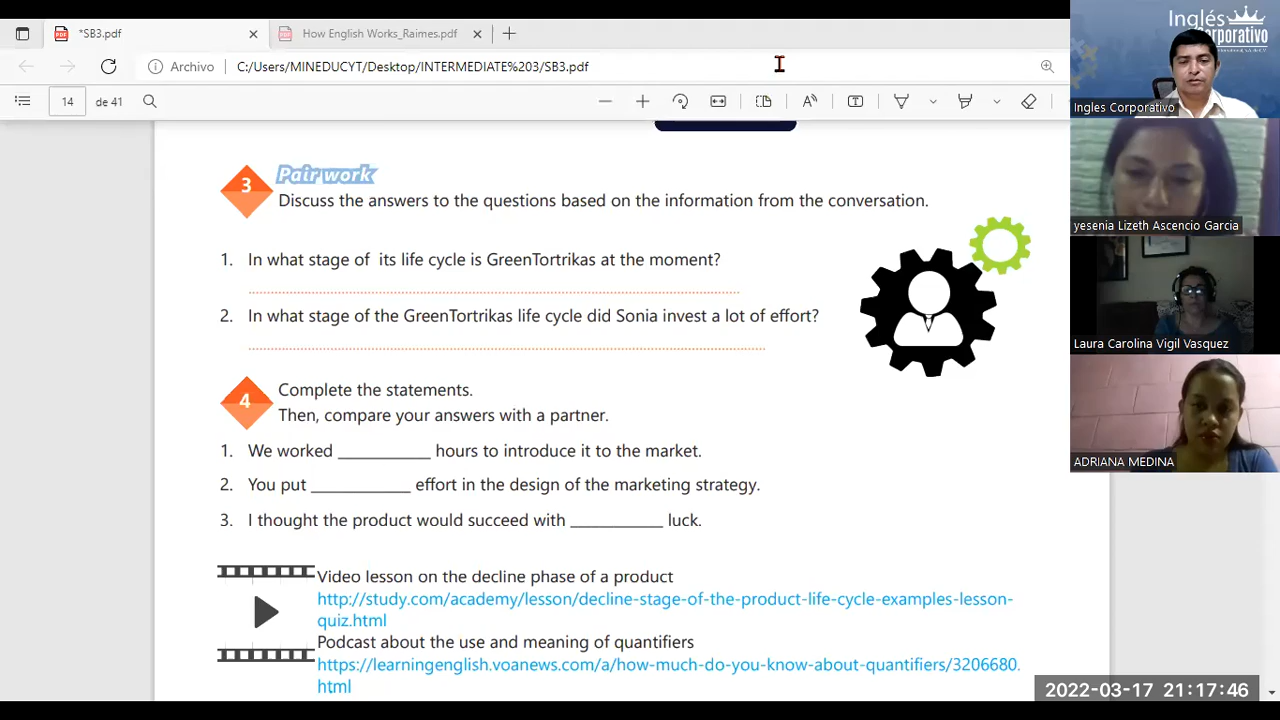 *SB3.pdf
How English Works_Raimes.pdf
Archivo
C:/Users/MINEDUCYT/Desktop/INTERMEDIATE%203/SB3.pdf
14 de 41
3
Pair work
Discuss the answers to the questions based on the information from the conversation.
1. In what stage of its life cycle is GreenTortrikas at the moment?
2. In what stage of the GreenTortrikas life cycle did Sonia invest a lot of effort?
4
Complete the statements.
Then, compare your answers with a partner.
1. We worked __________ hours to introduce it to the market.
2. You put ___________ effort in the design of the marketing strategy.
3. I thought the product would succeed with __________ luck.
Video lesson on the decline phase of a product
http://study.com/academy/lesson/decline-stage-of-the-product-life-cycle-examples-lesson-
quiz.html
Podcast about the use and meaning of quantifiers
https://learningenglish.voanews.com/a/how-much-do-you-know-about-quantifiers/3206680.
html
Inglés
Corporativo
Ingles Corporativo
yesenia Lizeth Ascencio Garcia
Laura Carolina Vigil Vasquez
ADRIANA MEDINA
2022-03-17 21:17:46